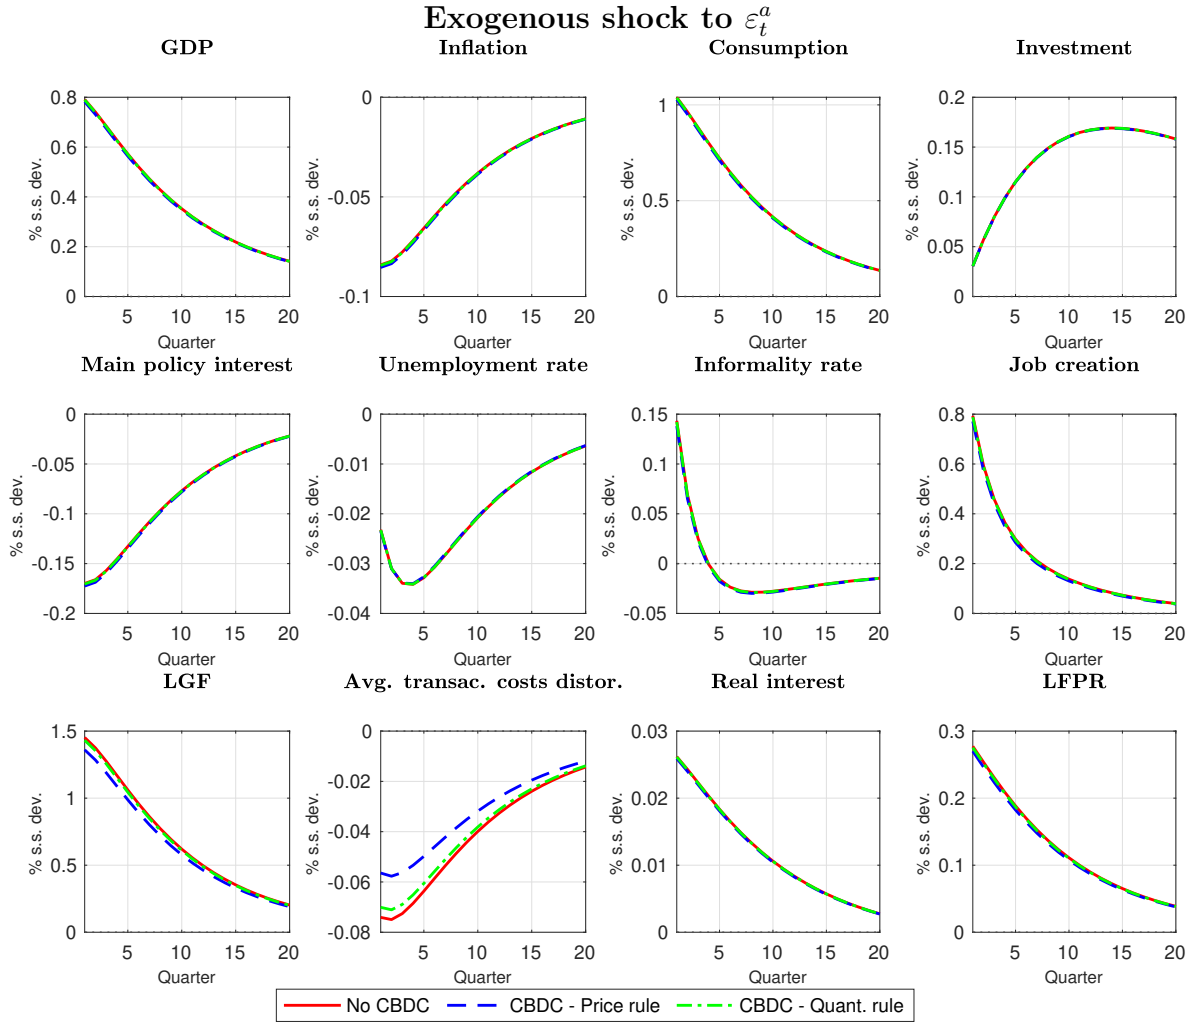 Exogenous shock to $\varepsilon_t^a$
GDP Inflation Consumption Investment
0.8
0.6
0.4
0.2
0
% s.s. dev.
5 10 15 20
Quarter
0
-0.05
-0.1
% s.s. dev.
5 10 15 20
Quarter
1
0.5
0
% s.s. dev.
5 10 15 20
Quarter
0.2
0.15
0.1
0.05
0
% s.s. dev.
5 10 15 20
Quarter
Main policy interest Unemployment rate Informality rate Job creation
0
-0.05
-0.1
-0.15
-0.2
% s.s. dev.
5 10 15 20
Quarter
0
-0.01
-0.02
-0.03
-0.04
% s.s. dev.
5 10 15 20
Quarter
0.15
0.1
0.05
0
-0.05
% s.s. dev.
5 10 15 20
Quarter
0.8
0.6
0.4
0.2
0
% s.s. dev.
5 10 15 20
Quarter
LGF Avg. transac. costs distor. Real interest LFPR
1.5
1
0.5
0
% s.s. dev.
5 10 15 20
Quarter
0
-0.02
-0.04
-0.06
-0.08
% s.s. dev.
5 10 15 20
Quarter
0.03
0.02
0.01
0
% s.s. dev.
5 10 15 20
Quarter
0.3
0.2
0.1
0
% s.s. dev.
5 10 15 20
Quarter
No CBDC CBDC - Price rule CBDC - Quant. rule